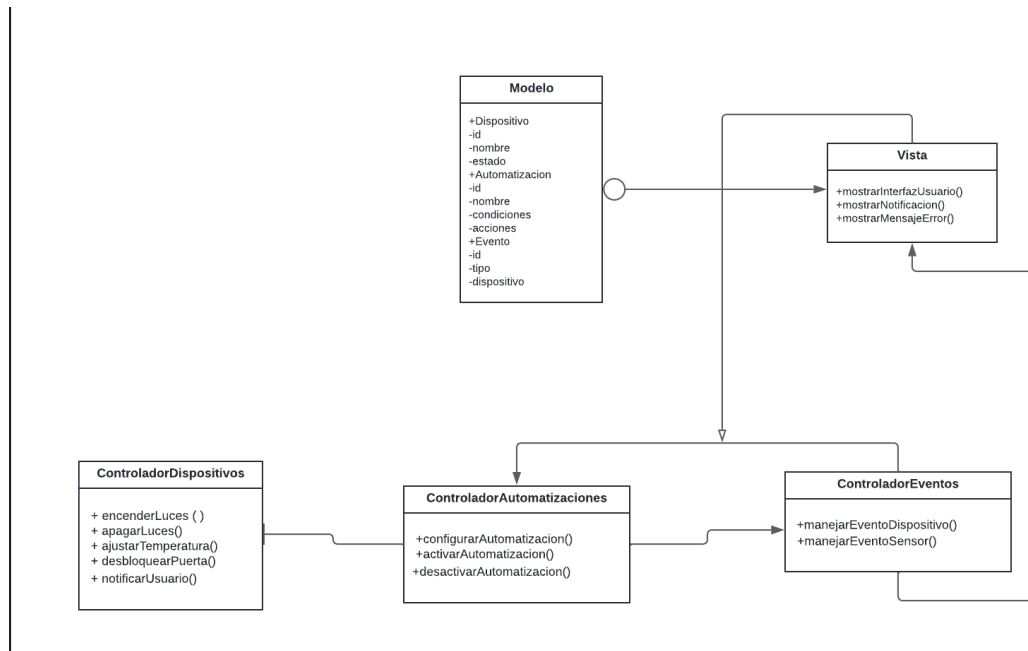 Modelo
+Dispositivo
-id
-nombre
-estado
+Automatizacion
-id
-nombre
-condiciones
-acciones
+Evento
-id
-tipo
-dispositivo
Vista
+mostrarInterfazUsuario()
+mostrarNotificacion()
+mostrarMensajeError()
ControladorDispositivos
+ encenderLuces ( )
+ apagarLuces()
+ ajustarTemperatura()
+ desbloquearPuerta()
+ notificarUsuario()
ControladorAutomatizaciones
+configurarAutomatizacion()
+activarAutomatizacion()
+desactivarAutomatizacion()
ControladorEventos
+manejarEventoDispositivo()
+manejarEventoSensor()